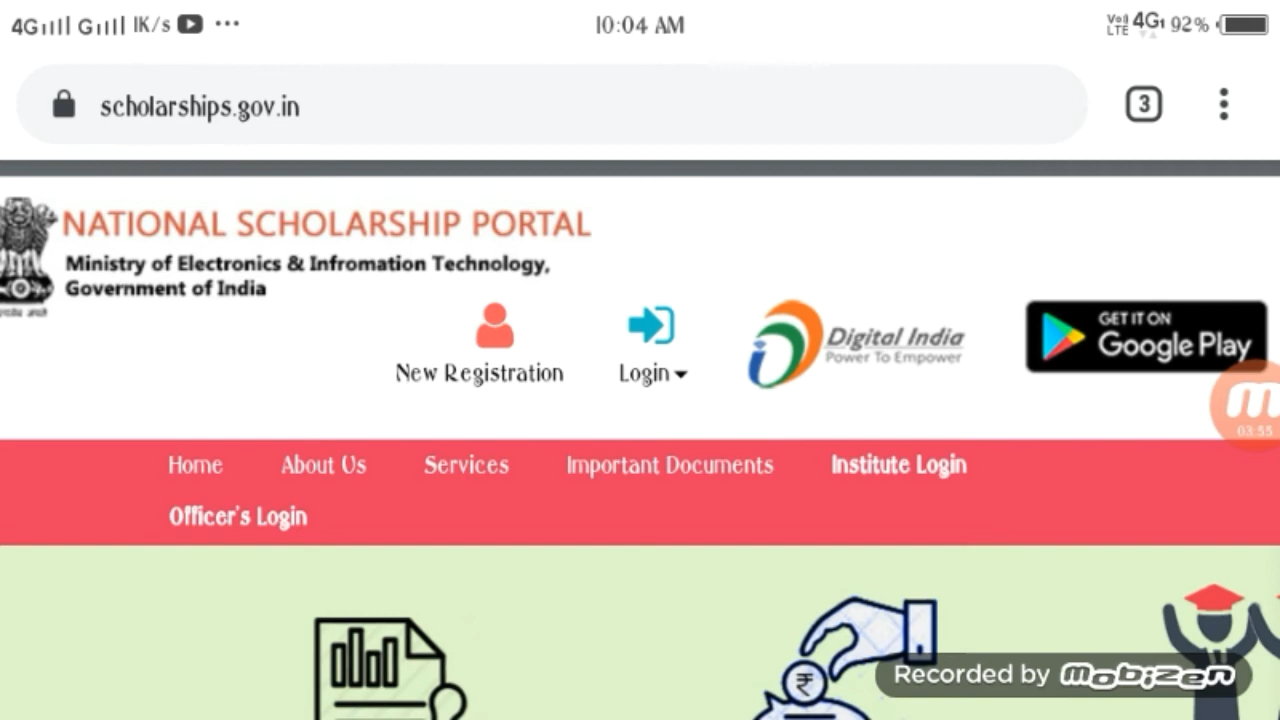 4G G 1K/s ... 10:04 AM Vo) LTE 4G 92%
scholarships.gov.in 3
NATIONAL SCHOLARSHIP PORTAL
Ministry of Electronics & Infromation Technology,
Government of India
New Registration Login Digital India
Power To Empower
GET IT ON
Google Play
m
03:55
Home About Us Services Important Documents Institute Login
Officer's Login
₹
Recorded by mobizen